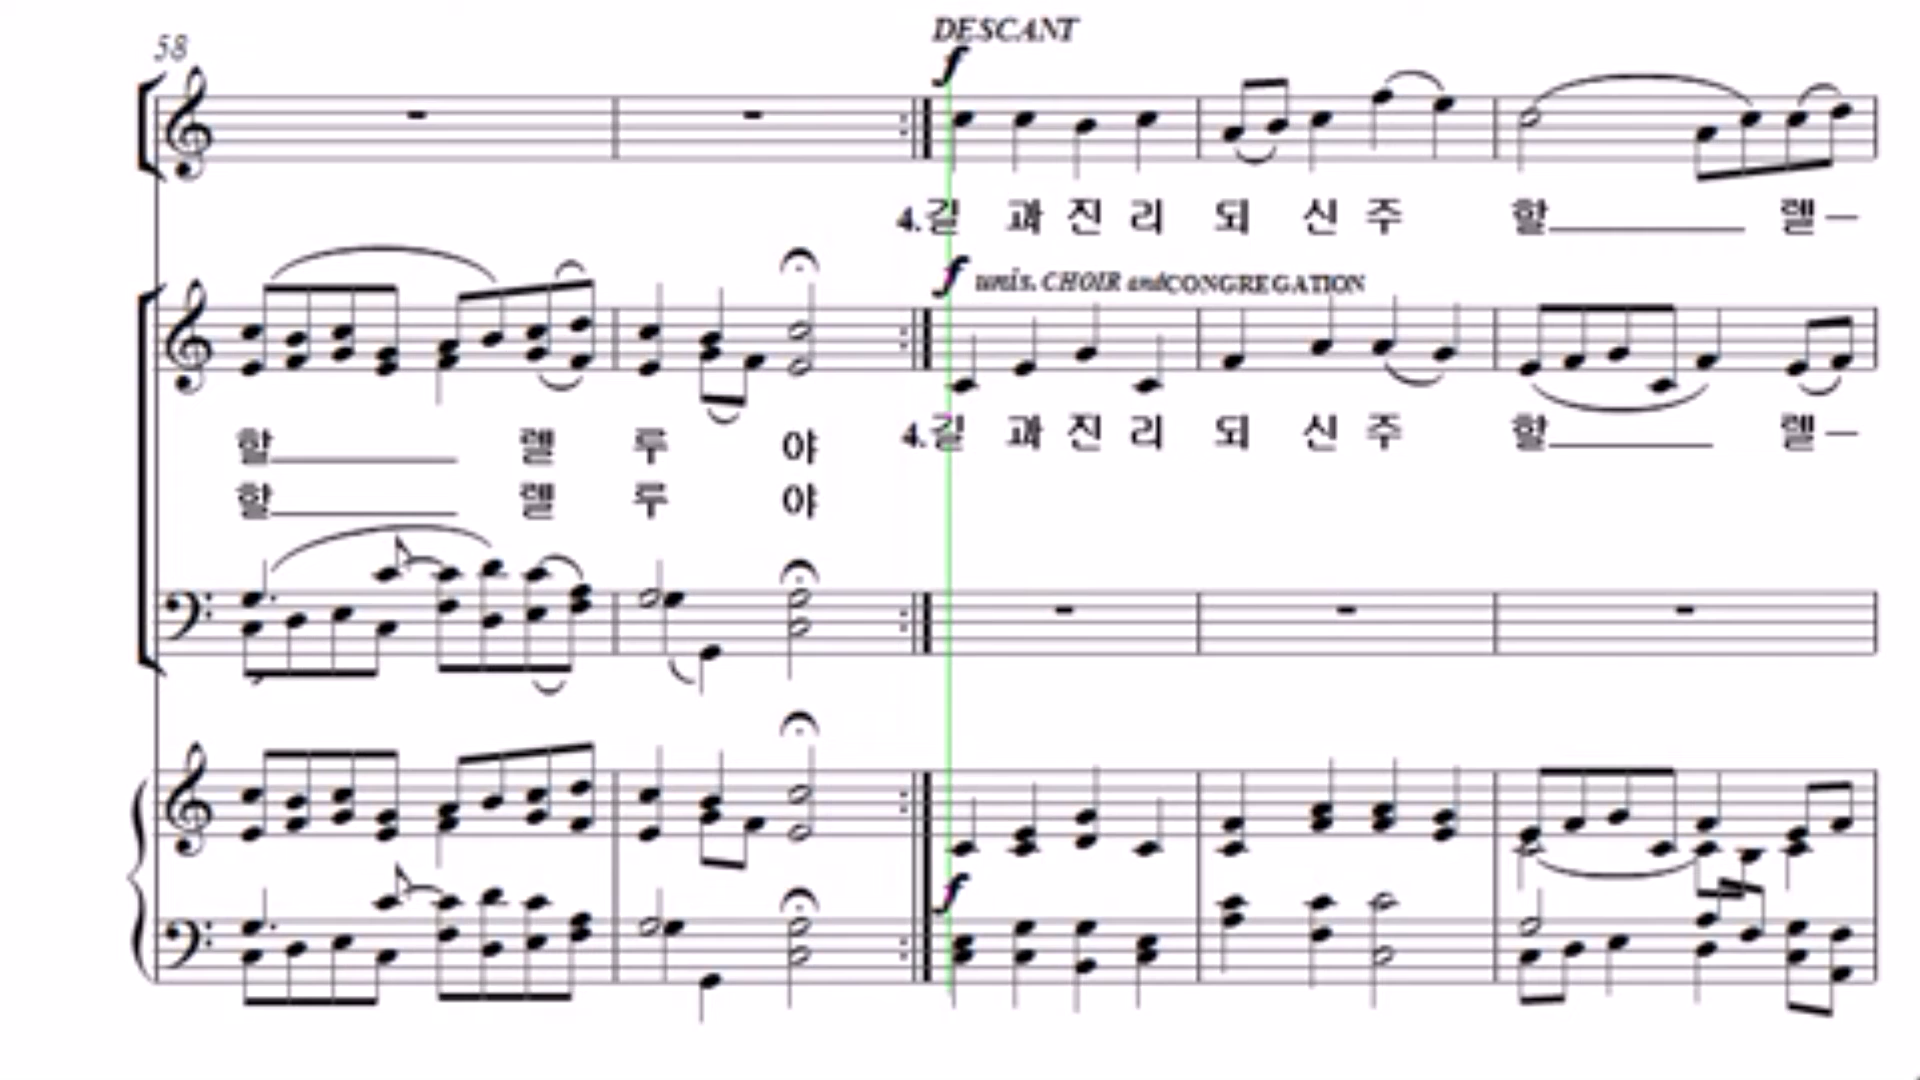 DESCANT
58
f
4.길 과 진 리 되 신 주 할 렐
f unis. CHOIR and CONGREGATION
할 렐 루 야 4.길 과 진 리 되 신 주 할 렐
할 렐 루 야
f